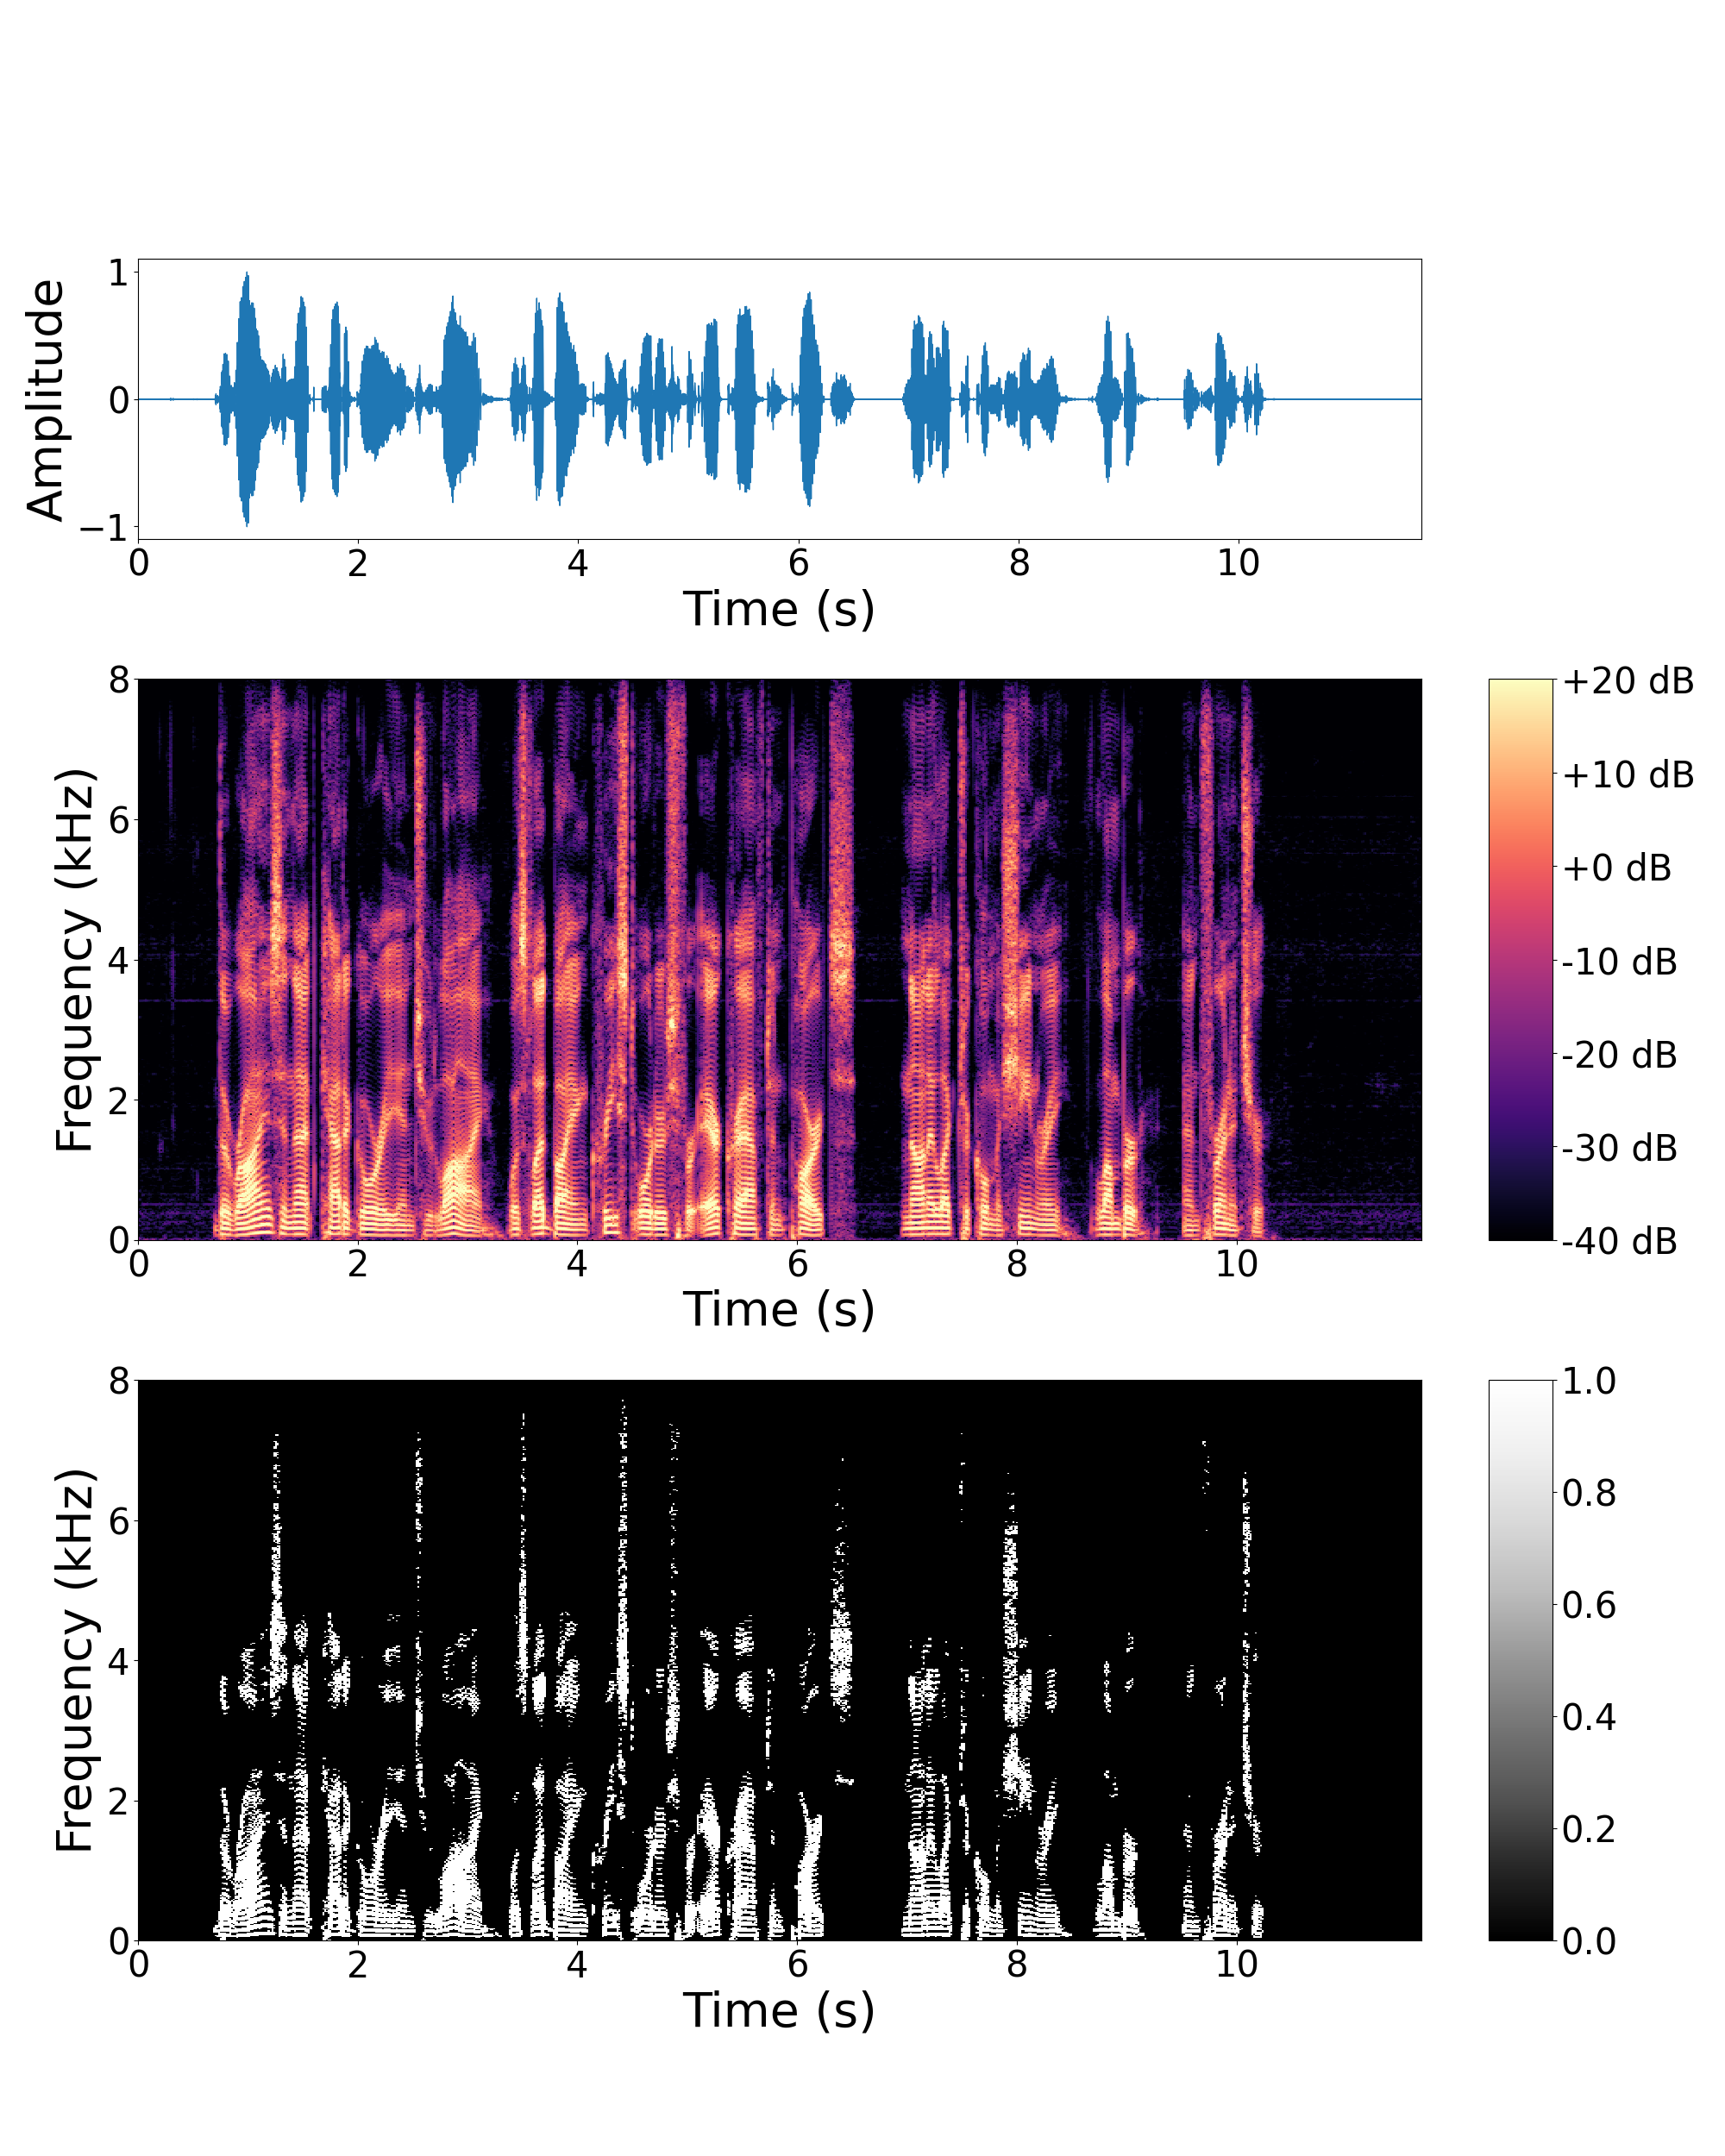 1
0
−1
Amplitude
0 2 4 6 8 10
Time (s)
8
6
4
2
0
Frequency (kHz)
0 2 4 6 8 10
Time (s)
+20 dB
+10 dB
+0 dB
-10 dB
-20 dB
-30 dB
-40 dB
8
6
4
2
0
Frequency (kHz)
0 2 4 6 8 10
Time (s)
1.0
0.8
0.6
0.4
0.2
0.0